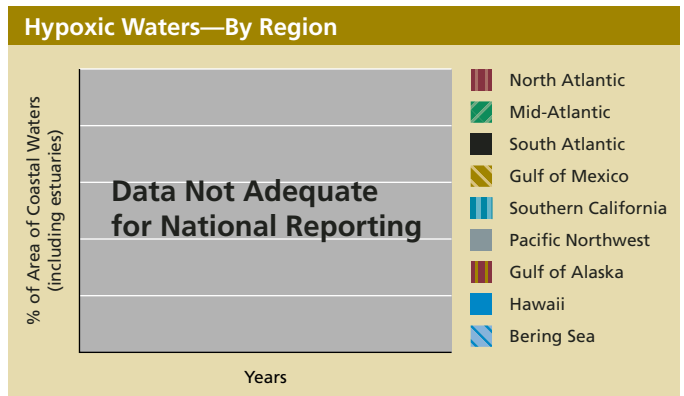 Hypoxic Waters—By Region
% of Area of Coastal Waters
(including estuaries)
Data Not Adequate
for National Reporting
Years
North Atlantic
Mid-Atlantic
South Atlantic
Gulf of Mexico
Southern California
Pacific Northwest
Gulf of Alaska
Hawaii
Bering Sea